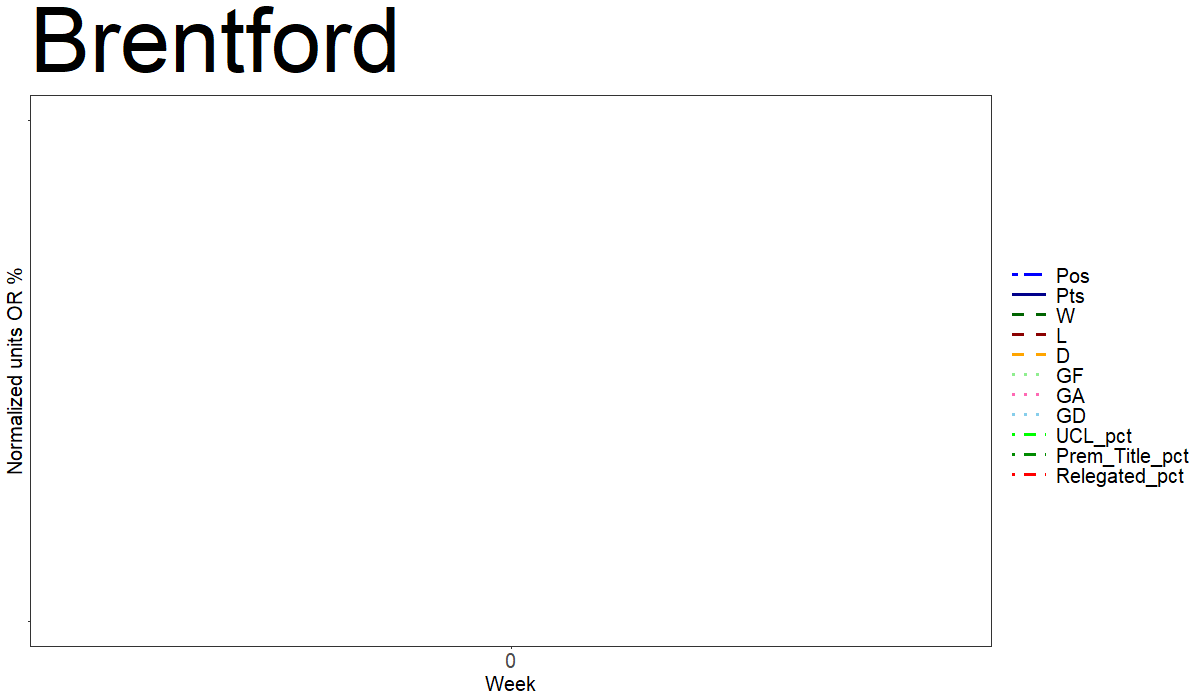 Brentford
Normalized units OR %
0
Week
Pos
Pts
W
L
D
GF
GA
GD
UCL_pct
Prem_Title_pct
Relegated_pct